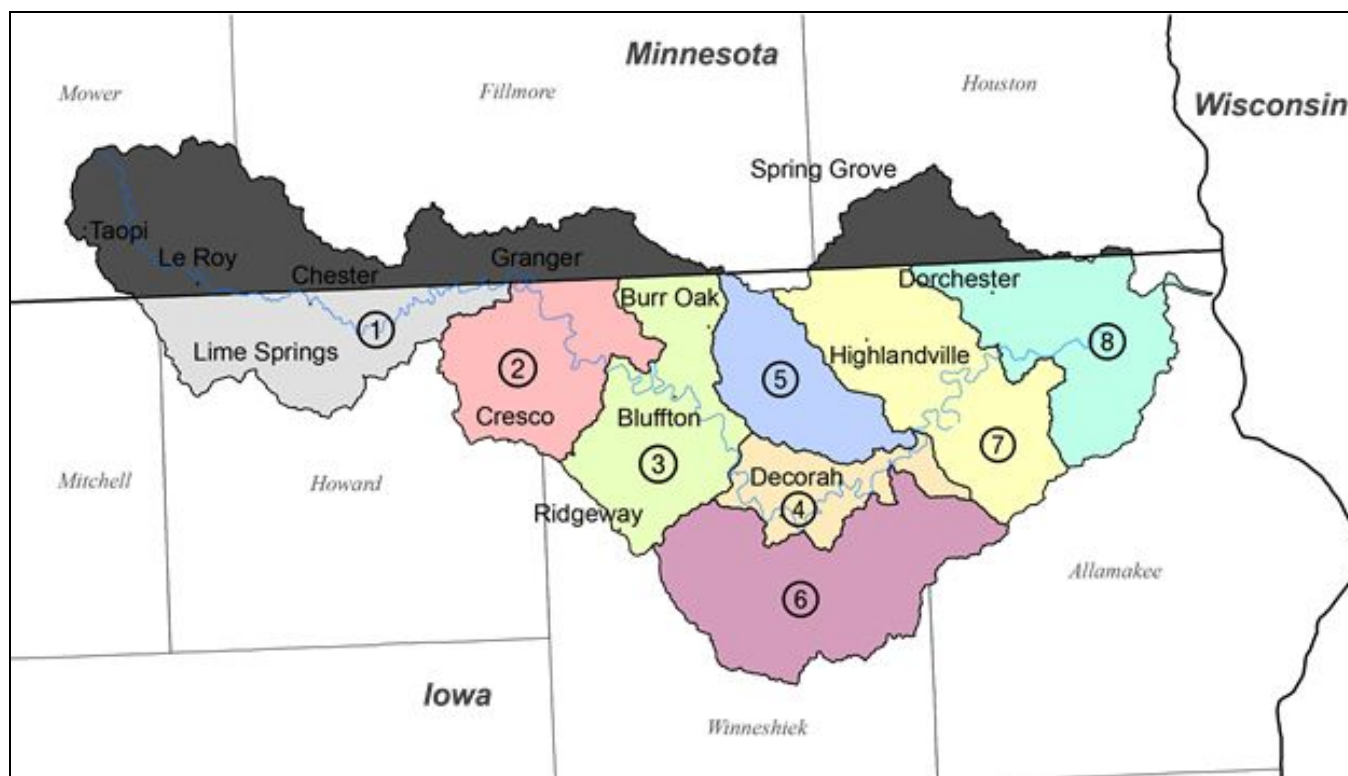 Minnesota
Mower
Fillmore
Houston
Wisconsin
Spring Grove
Taopi
Le Roy
Chester
Granger
Dorchester
Burr Oak
1
Lime Springs
2
Highlandville
8
5
Cresco
Bluffton
7
3
Decorah
Mitchell
Howard
4
Ridgeway
Allamakee
6
Iowa
Winneshiek